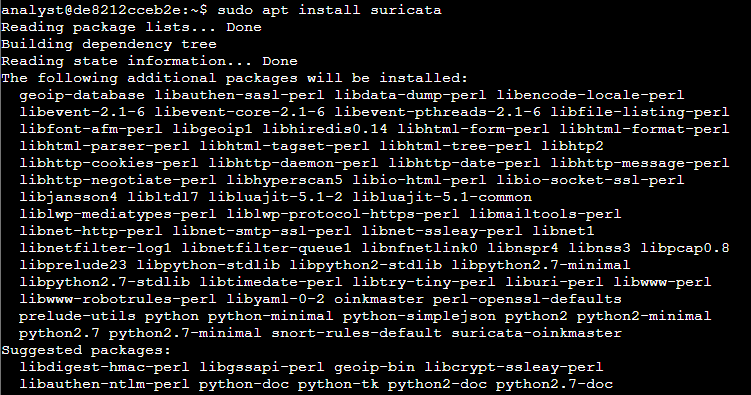 analyst@de8212cceb2e:~$ sudo apt install suricata
Reading package lists... Done
Building dependency tree
Reading state information... Done
The following additional packages will be installed:
  geoip-database libauthen-sasl-perl libdata-dump-perl libencode-locale-perl
  libevent-2.1-6 libevent-core-2.1-6 libevent-pthreads-2.1-6 libfile-listing-perl
  libfont-afm-perl libgeoip1 libhiredis0.14 libhtml-form-perl libhtml-format-perl
  libhtml-parser-perl libhtml-tagset-perl libhtml-tree-perl libhtp2
  libhttp-cookies-perl libhttp-daemon-perl libhttp-date-perl libhttp-message-perl
  libhttp-negotiate-perl libhyperscan5 libio-html-perl libio-socket-ssl-perl
  libjansson4 libltdl7 libluajit-5.1-2 libluajit-5.1-common
  liblwp-mediatypes-perl liblwp-protocol-https-perl libmailtools-perl
  libnet-http-perl libnet-smtp-ssl-perl libnet-ssleay-perl libnet1
  libnetfilter-log1 libnetfilter-queue1 libnfnetlink0 libnspr4 libnss3 libpcap0.8
  libprelude23 libpython-stdlib libpython2-stdlib libpython2.7-minimal
  libpython2.7-stdlib libtimedate-perl libtry-tiny-perl liburi-perl libwww-perl
  libwww-robotrules-perl libyaml-0-2 oinkmaster perl-openssl-defaults
  prelude-utils python python-minimal python-simplejson python2 python2-minimal
  python2.7 python2.7-minimal snort-rules-default suricata-oinkmaster
Suggested packages:
  libdigest-hmac-perl libgssapi-perl geoip-bin libcrypt-ssleay-perl
  libauthen-ntlm-perl python-doc python-tk python2-doc python2.7-doc